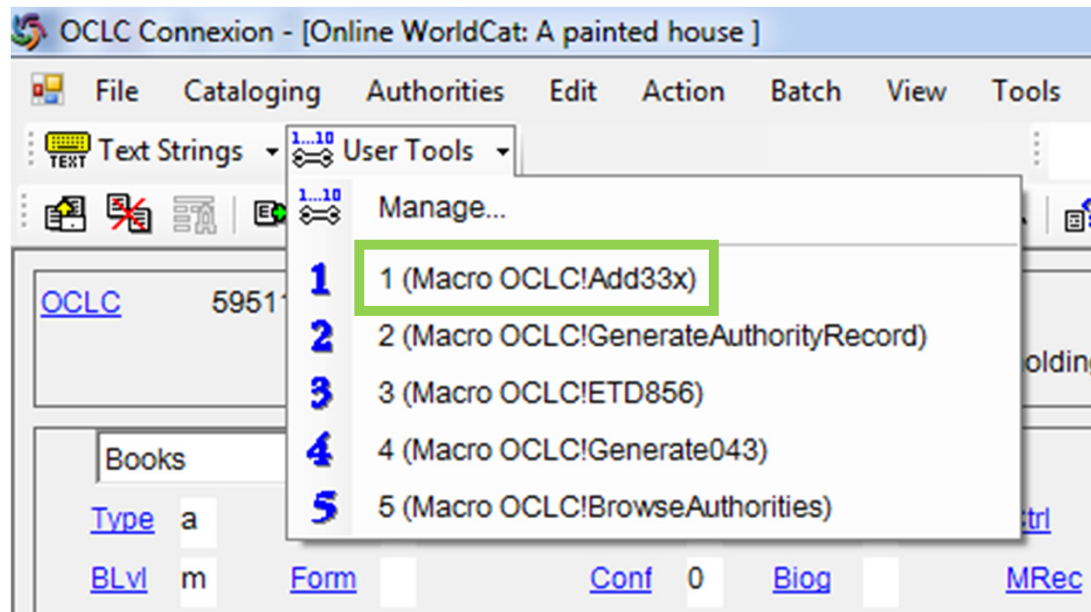 OCLC Connexion - [Online WorldCat: A painted house ]
File Cataloging Authorities Edit Action Batch View Tools
TEXT Text Strings 1...10 User Tools
1...10 Manage...
1 1 (Macro OCLC!Add33x)
OCLC 5951
2 2 (Macro OCLC!GenerateAuthorityRecord)
3 3 (Macro OCLC!ETD856)
4 4 (Macro OCLC!Generate043)
Books
5 5 (Macro OCLC!BrowseAuthorities)
Type a
BLvl m Form Conf 0 Biog MRec